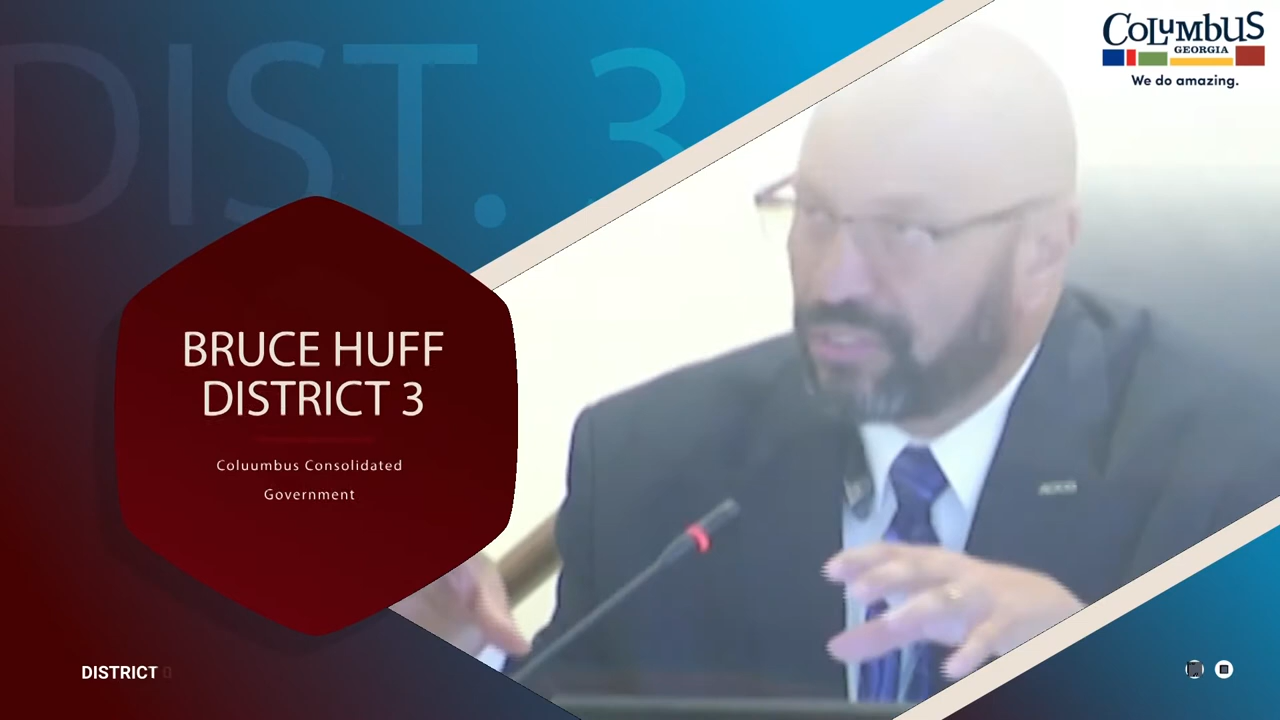 DIST. 3
COLUMBUS
GEORGIA
We do amazing.
BRUCE HUFF
DISTRICT 3
Coluumbus Consolidated
Government
DISTRICT